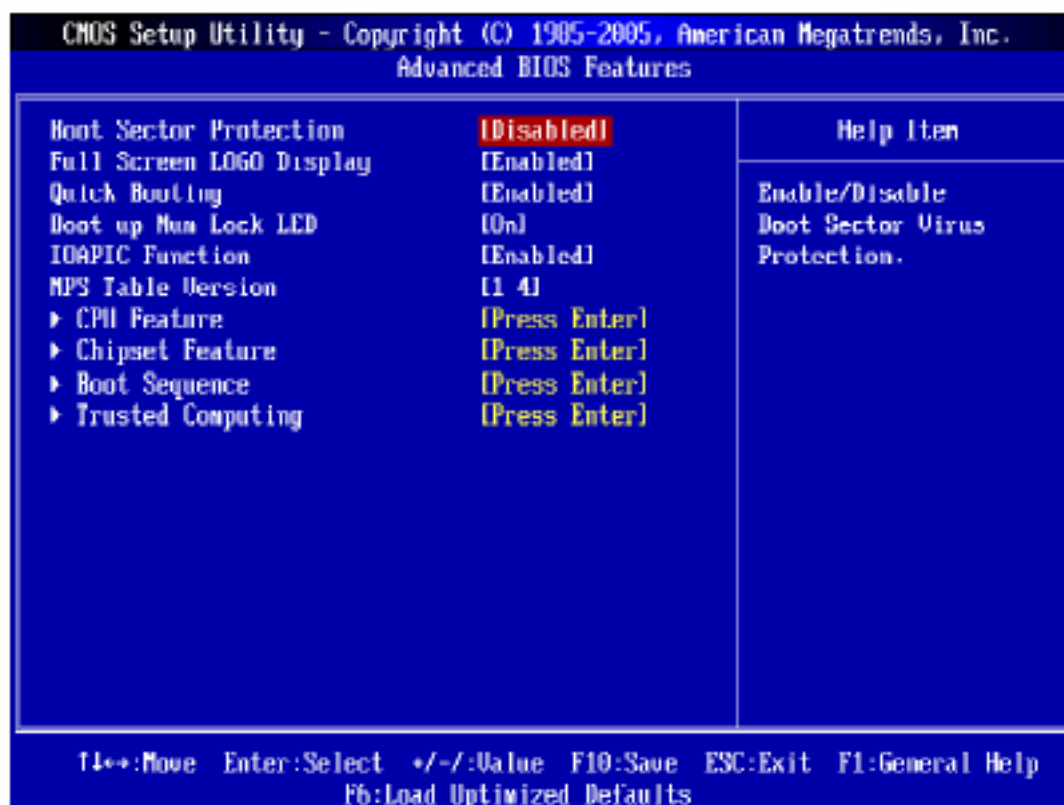 CMOS Setup Utility - Copyright (C) 1985-2005, American Megatrends, Inc.
Advanced BIOS Features
Boot Sector Protection [Disabled]
Full Screen LOGO Display [Enabled]
Quick Booting [Enabled]
Boot up Num Lock LED [On]
IOAPIC Function [Enabled]
MPS Table Version [1.4]
▶ CPU Feature [Press Enter]
▶ Chipset Feature [Press Enter]
▶ Boot Sequence [Press Enter]
▶ Trusted Computing [Press Enter]
Help Item
Enable/Disable
Boot Sector Virus
Protection.
↑↓←→:Move Enter:Select +/-/:Value F10:Save ESC:Exit F1:General Help
F6:Load Optimized Defaults